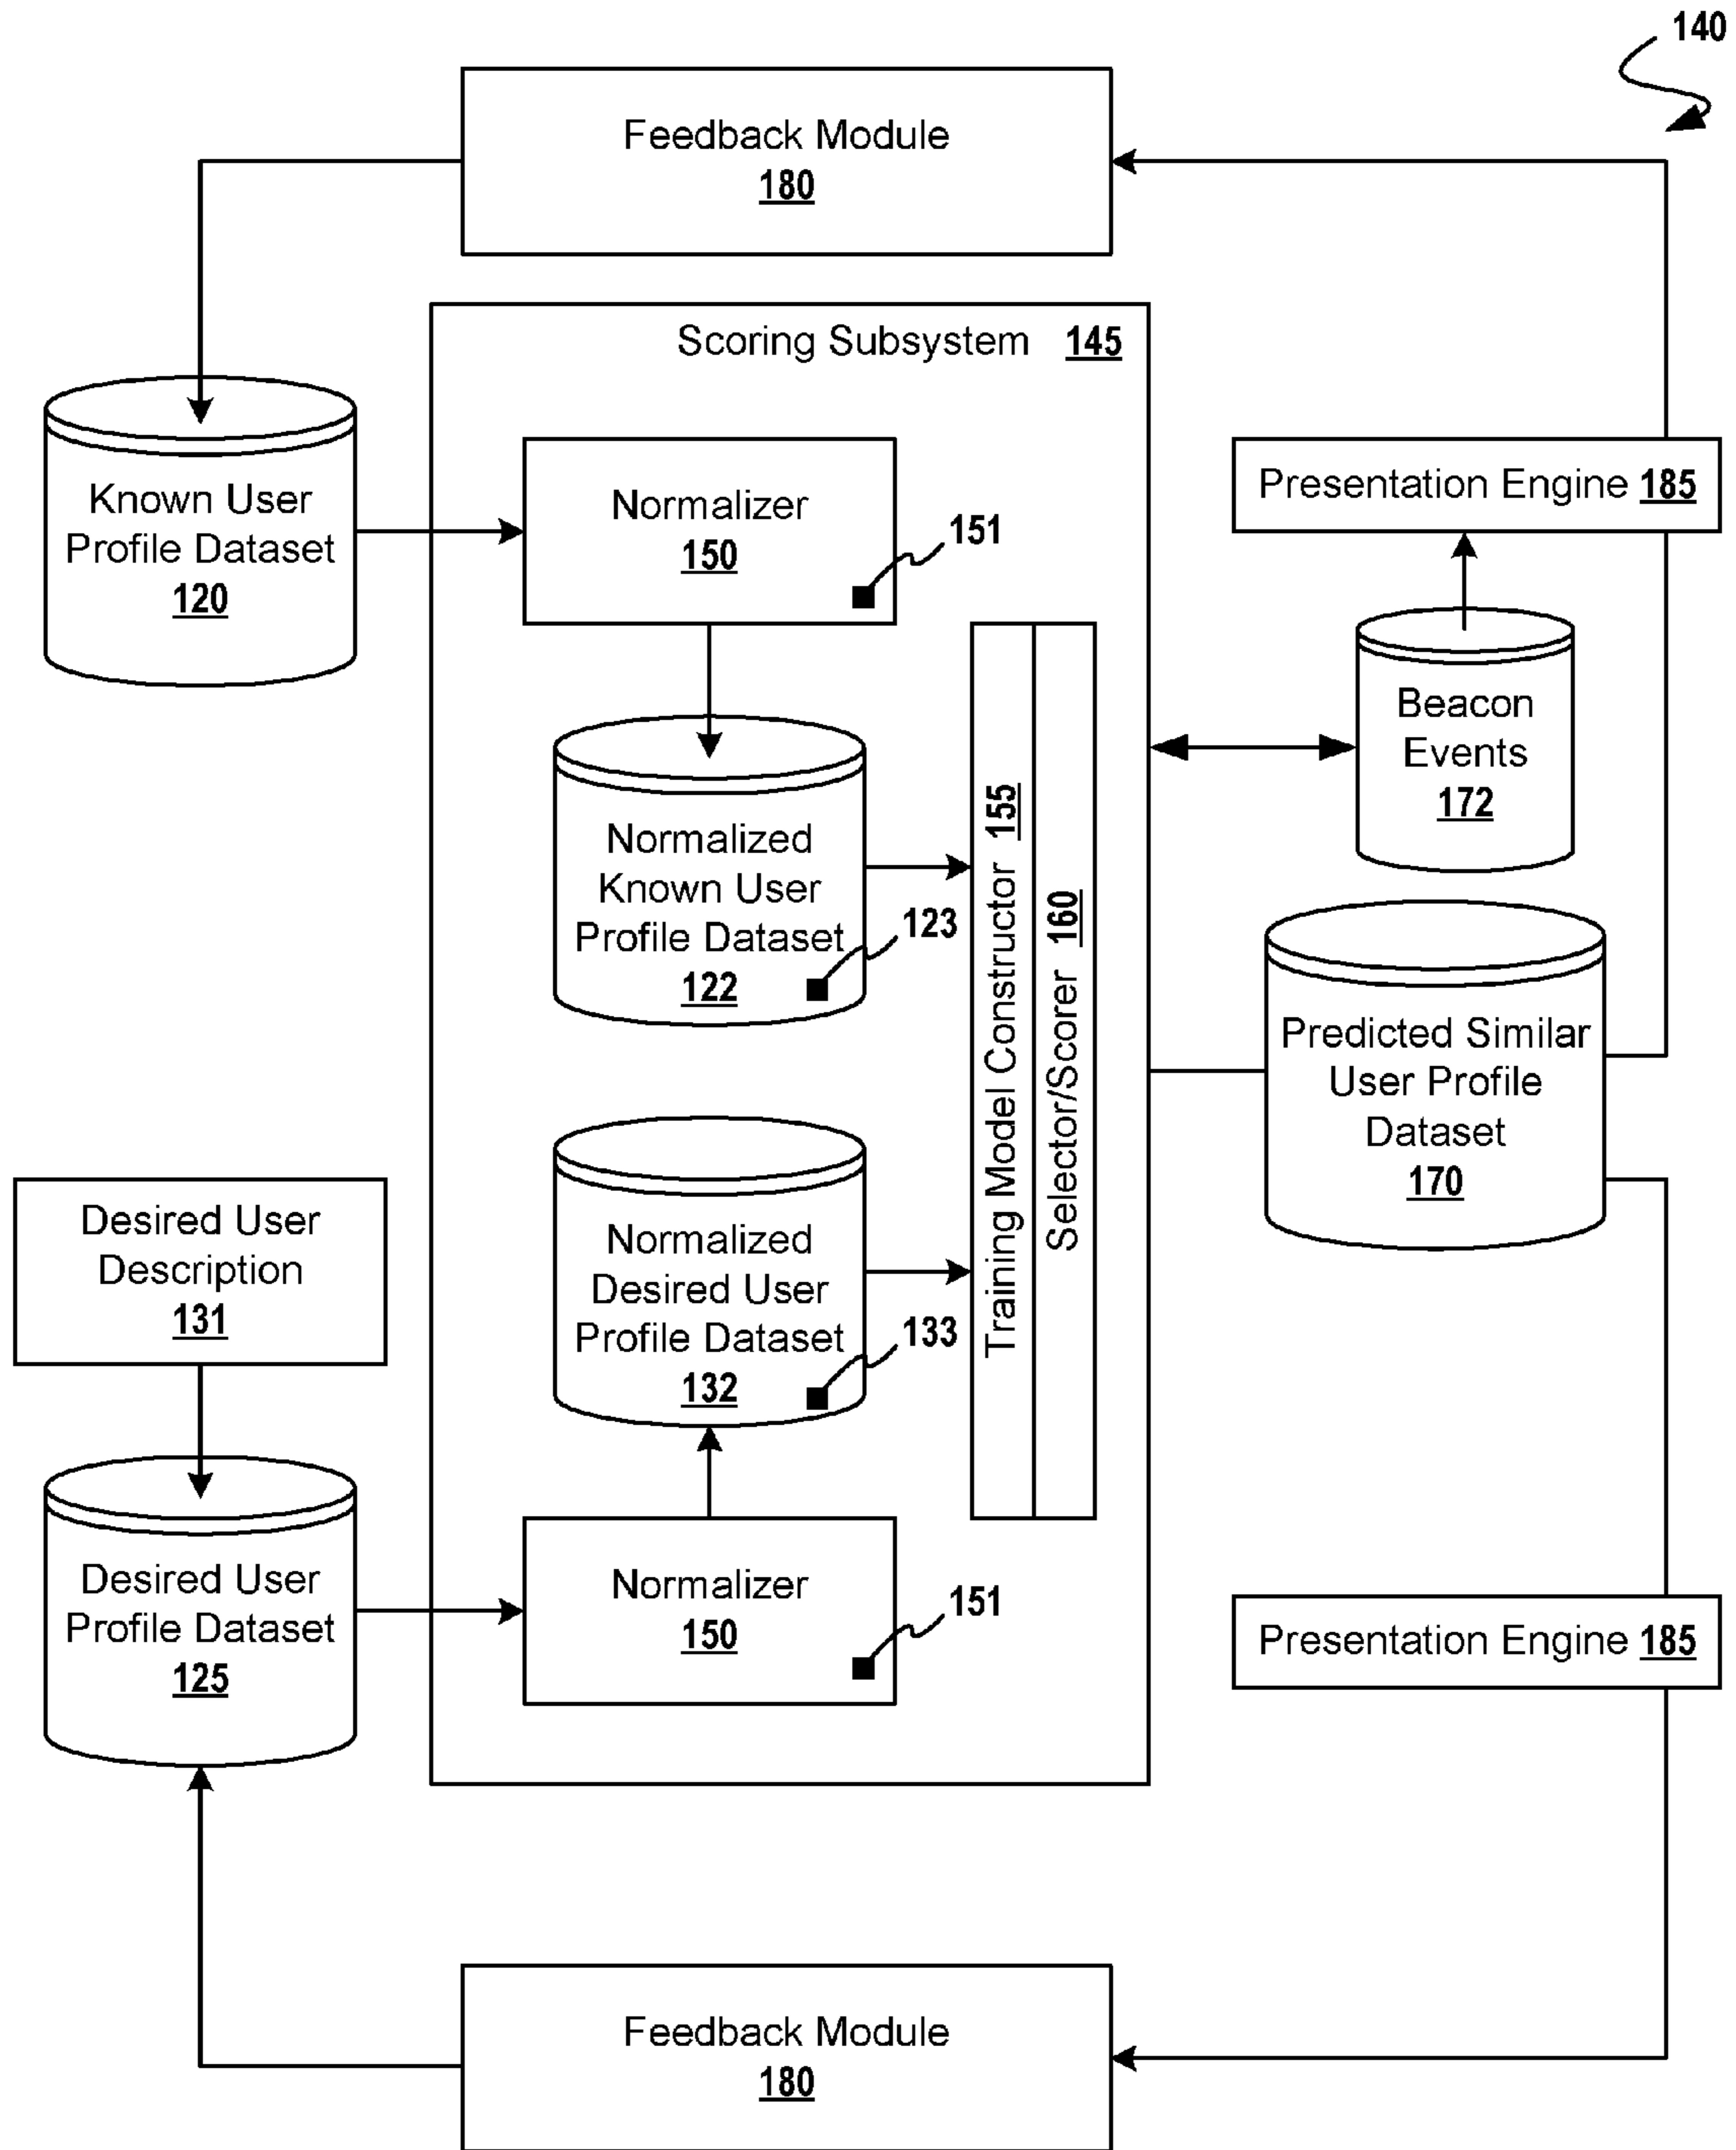 140
Feedback Module
180
Scoring Subsystem 145
Known User
Profile Dataset
120
Normalizer
150
151
Presentation Engine 185
Beacon
Events
172
Normalized
Known User
Profile Dataset
122
123
Training Model Constructor 155
Selector/Scorer 160
Predicted Similar
User Profile
Dataset
170
Desired User
Description
131
Normalized
Desired User
Profile Dataset
132
133
Desired User
Profile Dataset
125
Normalizer
150
151
Presentation Engine 185
Feedback Module
180